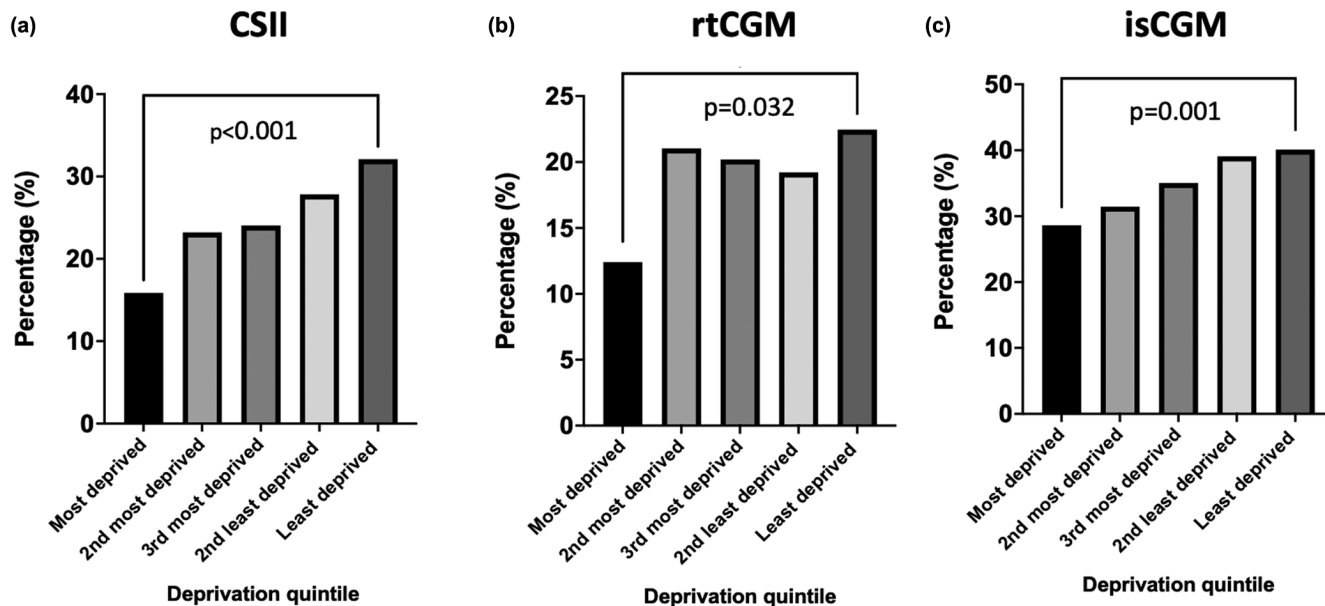 (a)
CSII
p<0.001
Percentage (%)
40
30
20
10
0
Most deprived
2nd most deprived
3rd most deprived
2nd least deprived
Least deprived
Deprivation quintile
(b)
rtCGM
p=0.032
Percentage (%)
25
20
15
10
5
0
Most deprived
2nd most deprived
3rd most deprived
2nd least deprived
Least deprived
Deprivation quintile
(c)
isCGM
p=0.001
Percentage (%)
50
40
30
20
10
0
Most deprived
2nd most deprived
3rd most deprived
2nd least deprived
Least deprived
Deprivation quintile